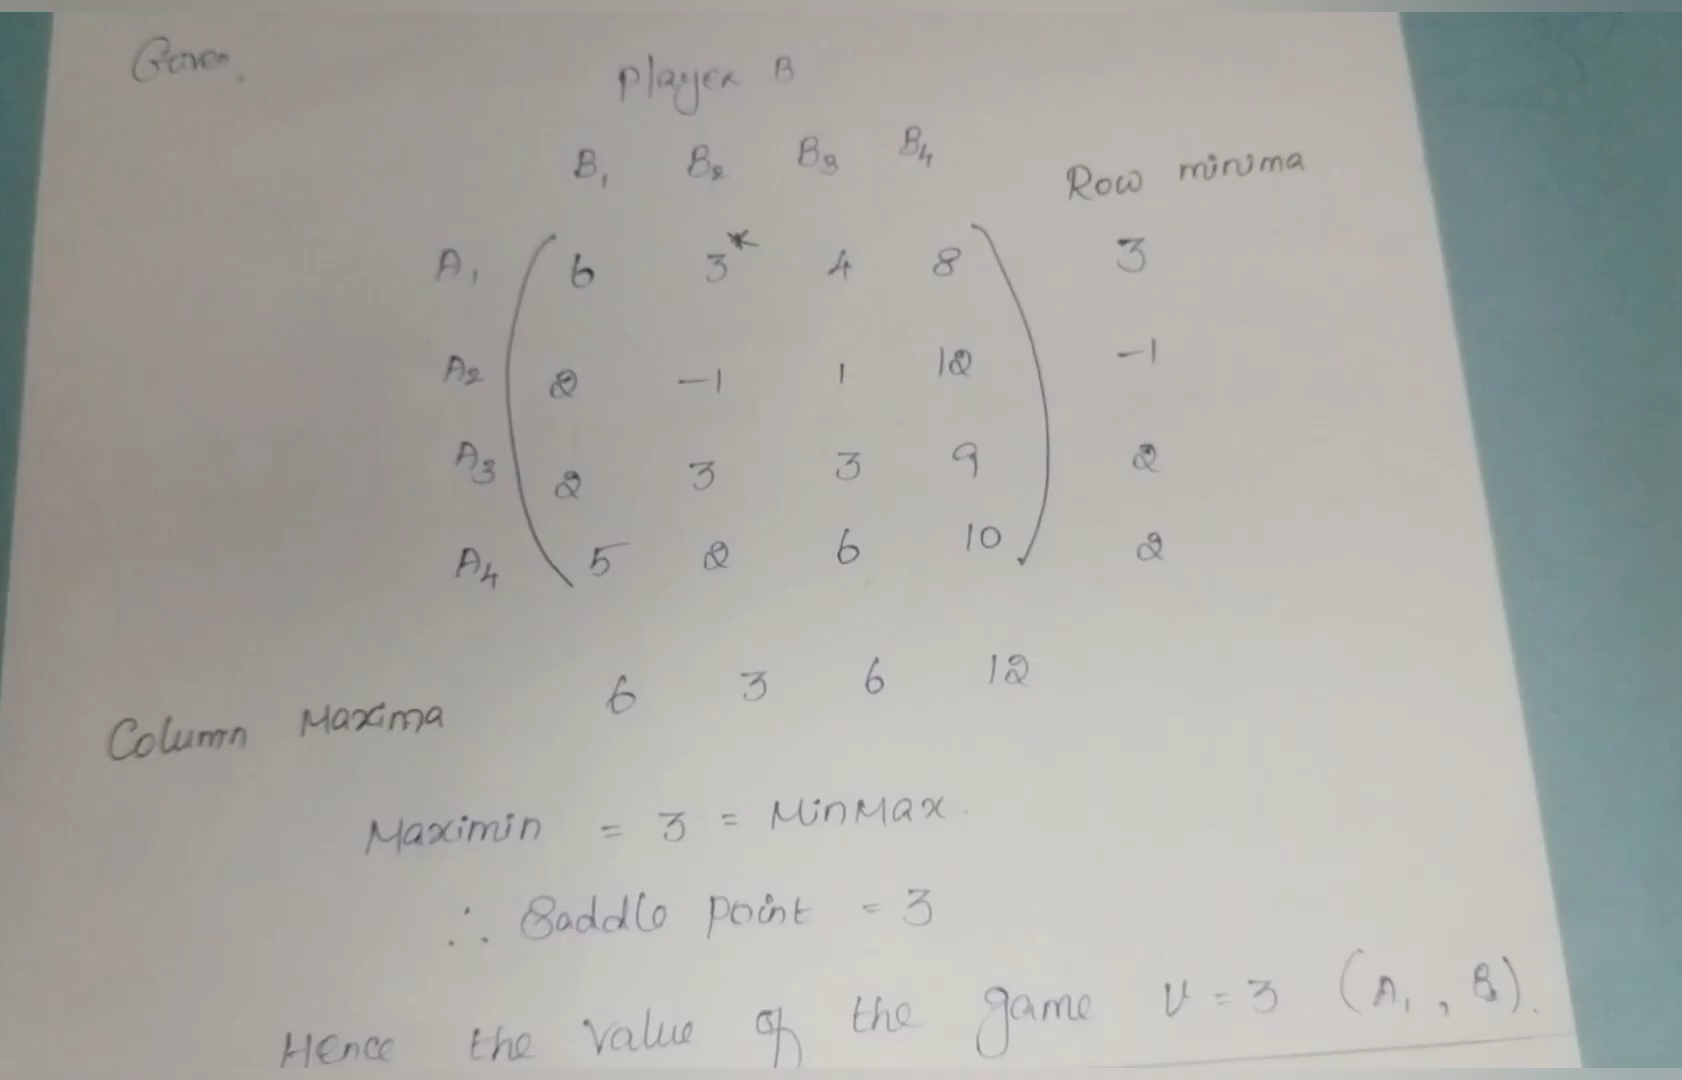 Given,
Player B
B1 B2 B3 B4 Row minima
A1 6 3* 4 8 3
A2 2 -1 1 12 -1
A3 2 3 3 9 2
A4 5 2 6 10 2
Column Maxima 6 3 6 12
Maximin = 3 = MinMax.
∴ Saddle point = 3
Hence the value of the game V = 3 (A1, B).